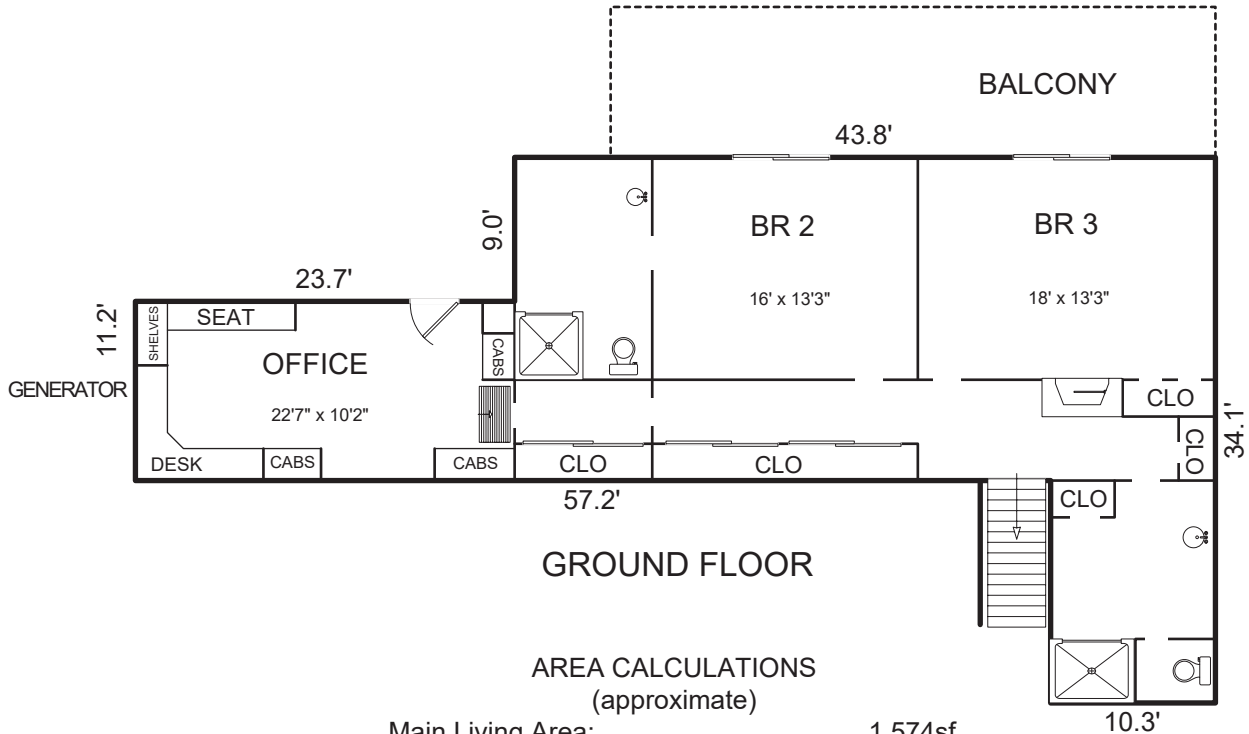 BALCONY
43.8'
9.0'
BR 2
BR 3
16' x 13'3"
18' x 13'3"
23.7'
11.2'
SHELVES
SEAT
OFFICE
CABS
GENERATOR
22'7" x 10'2"
CLO
CLO
34.1'
DESK
CABS
CABS
CLO
CLO
57.2'
CLO
GROUND FLOOR
AREA CALCULATIONS
(approximate)
Main Living Area: 1,574sf
10.3'